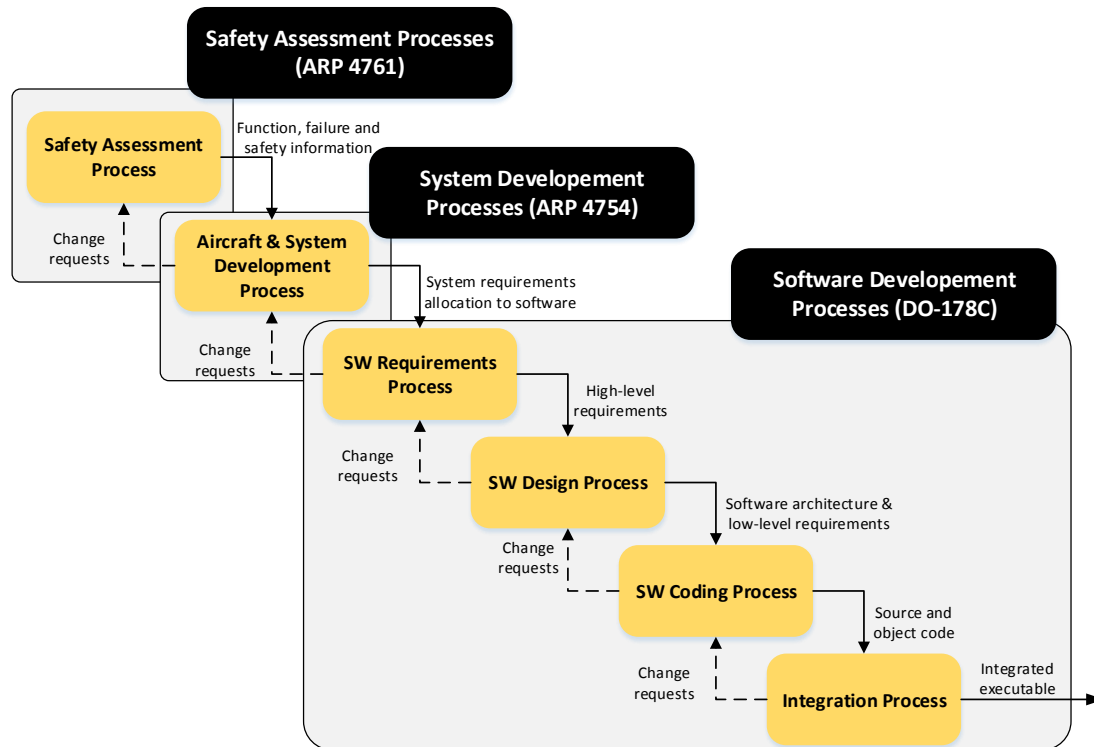 Safety Assessment Processes
(ARP 4761)
Safety Assessment
Process
Function, failure and
safety information
System Developement
Processes (ARP 4754)
Change
requests
Aircraft & System
Development
Process
System requirements
allocation to software
Software Developement
Processes (DO-178C)
Change
requests
SW Requirements
Process
High-level
requirements
Change
requests
SW Design Process
Software architecture &
low-level requirements
Change
requests
SW Coding Process
Source and
object code
Change
requests
Integration Process
Integrated
executable